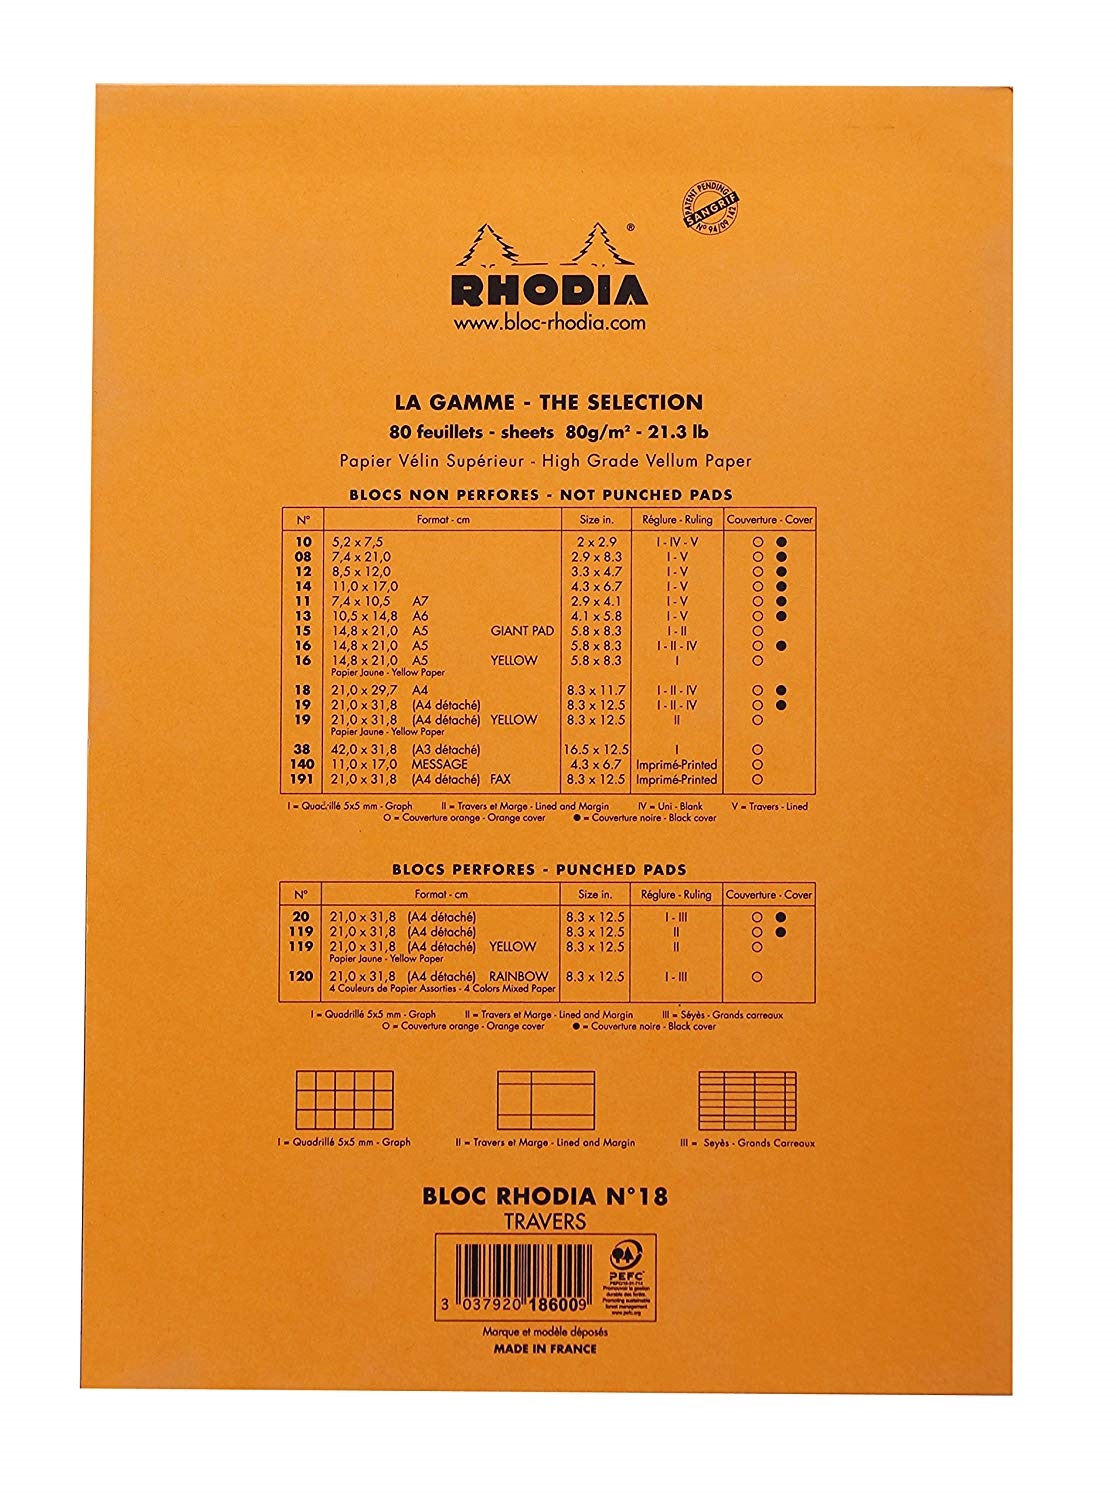 PATENT PENDING
SANGRIF
N° 94/09 142
®
RHODIA
www.bloc-rhodia.com
LA GAMME - THE SELECTION
80 feuillets - sheets 80g/m² - 21.3 lb
Papier Vélin Supérieur - High Grade Vellum Paper
BLOCS NON PERFORES - NOT PUNCHED PADS
N° Format - cm Size in. Réglure - Ruling Couverture - Cover
10 5,2 x 7,5 2 x 2.9 I - IV - V ○ ●
08 7,4 x 21,0 2.9 x 8.3 I - V ○ ●
12 8,5 x 12,0 3.3 x 4.7 I - V ○ ●
14 11,0 x 17,0 4.3 x 6.7 I - V ○ ●
11 7,4 x 10,5 A7 2.9 x 4.1 I - V ○ ●
13 10,5 x 14,8 A6 4.1 x 5.8 I - V ○ ●
15 14,8 x 21,0 A5 GIANT PAD 5.8 x 8.3 I - II ○
16 14,8 x 21,0 A5 5.8 x 8.3 I - II - IV ○ ●
16 14,8 x 21,0 A5 YELLOW 5.8 x 8.3 I ○
Papier Jaune - Yellow Paper
18 21,0 x 29,7 A4 8.3 x 11.7 I - II - IV ○ ●
19 21,0 x 31,8 (A4 détaché) 8.3 x 12.5 I - II - IV ○ ●
19 21,0 x 31,8 (A4 détaché) YELLOW 8.3 x 12.5 II ○
Papier Jaune - Yellow Paper
38 42,0 x 31,8 (A3 détaché) 16.5 x 12.5 I ○
140 11,0 x 17,0 MESSAGE 4.3 x 6.7 Imprimé-Printed ○
191 21,0 x 31,8 (A4 détaché) FAX 8.3 x 12.5 Imprimé-Printed ○
I = Quadrillé 5x5 mm - Graph II = Travers et Marge - Lined and Margin IV = Uni - Blank V = Travers - Lined
○ = Couverture orange - Orange cover ● = Couverture noire - Black cover
BLOCS PERFORES - PUNCHED PADS
N° Format - cm Size in. Réglure - Ruling Couverture - Cover
20 21,0 x 31,8 (A4 détaché) 8.3 x 12.5 I - III ○ ●
119 21,0 x 31,8 (A4 détaché) 8.3 x 12.5 II ○ ●
119 21,0 x 31,8 (A4 détaché) YELLOW 8.3 x 12.5 II ○
Papier Jaune - Yellow Paper
120 21,0 x 31,8 (A4 détaché) RAINBOW 8.3 x 12.5 I - III ○
4 Couleurs de Papier Assorties - 4 Colors Mixed Paper
I = Quadrillé 5x5 mm - Graph II = Travers et Marge - Lined and Margin III = Séyès - Grands carreaux
○ = Couverture orange - Orange cover ● = Couverture noire - Black cover
I = Quadrillé 5x5 mm - Graph II = Travers et Marge - Lined and Margin III = Seyès - Grands Carreaux
BLOC RHODIA N°18
TRAVERS
3 037920 186009
PEFC
Promouvoir la gestion
durable des forêts.
Promoting sustainable
forest management
www.pefc.org
Marque et modèle déposés
MADE IN FRANCE